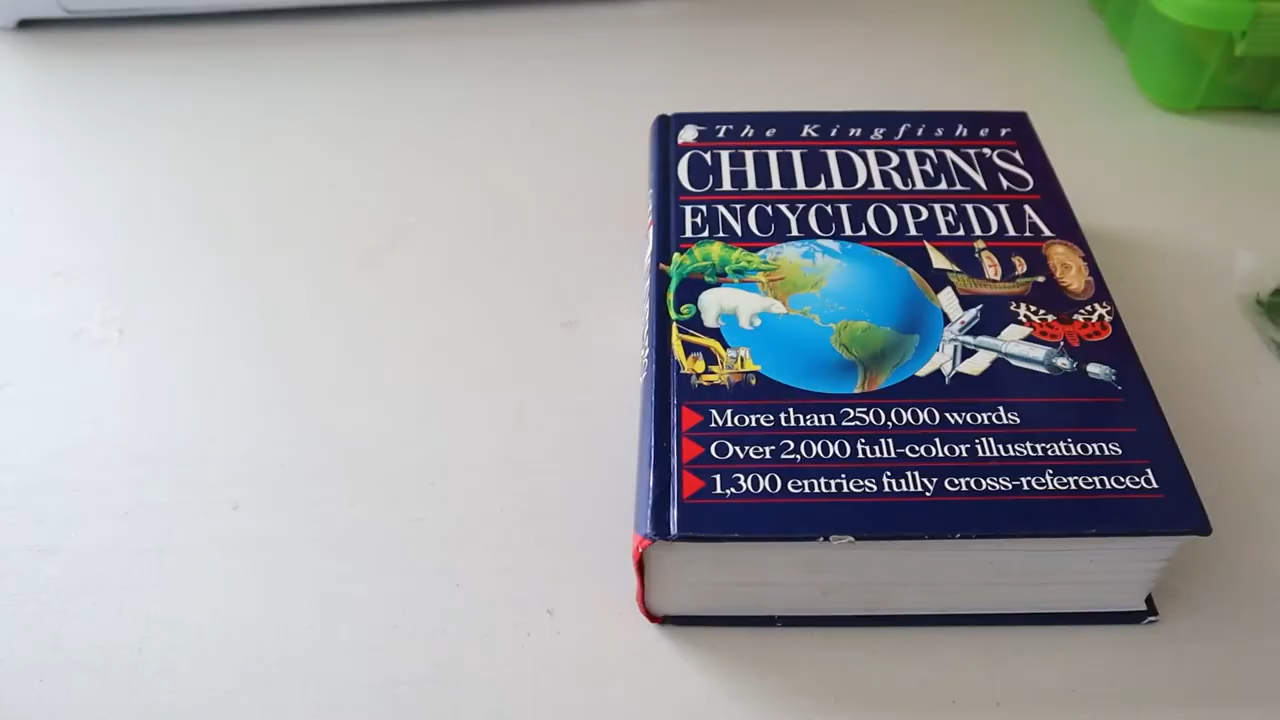 The Kingfisher
CHILDREN'S
ENCYCLOPEDIA
More than 250,000 words
Over 2,000 full-color illustrations
1,300 entries fully cross-referenced